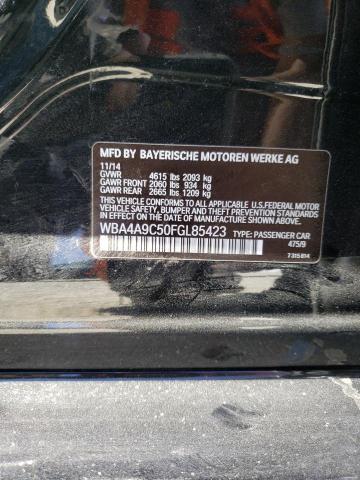 MFD BY BAYERISCHE MOTOREN WERKE AG
11/14
GVWR 4615 lbs 2093 kg
GAWR FRONT 2060 lbs 934 kg
GAWR REAR 2665 lbs 1209 kg
THIS VEHICLE CONFORMS TO ALL APPLICABLE U.S.FEDERAL MOTOR
VEHICLE SAFETY, BUMPER, AND THEFT PREVENTION STANDARDS
IN EFFECT ON THE DATE OF MANUFACTURE SHOWN ABOVE.
WBA4A9C50FGL85423 TYPE: PASSENGER CAR
475/9
7315814